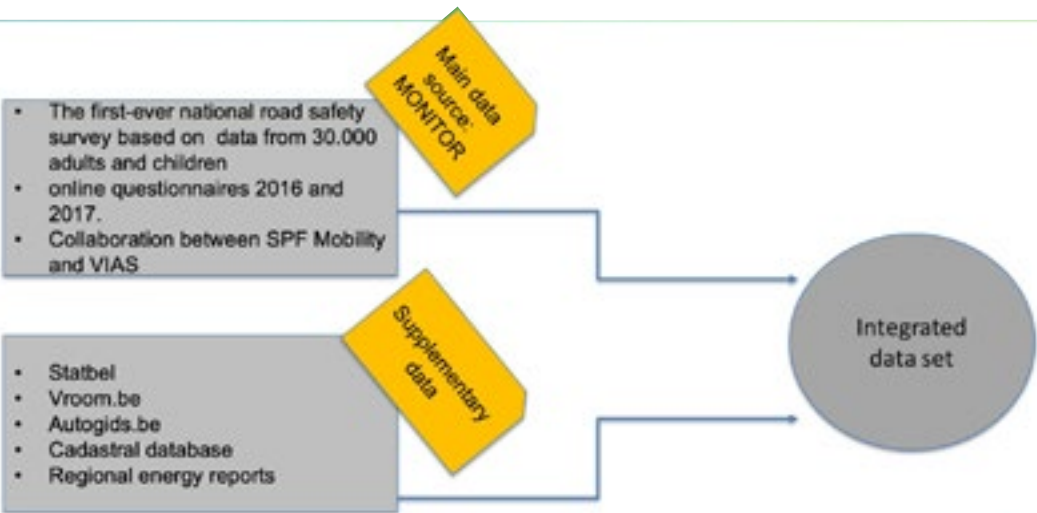 Main data
source:
MONITOR
• The first-ever national road safety
survey based on data from 30.000
adults and children
• online questionnaires 2016 and
2017.
• Collaboration between SPF Mobility
and VIAS
Supplementary
data
• Statbel
• Vroom.be
• Autogids.be
• Cadastral database
• Regional energy reports
Integrated
data set